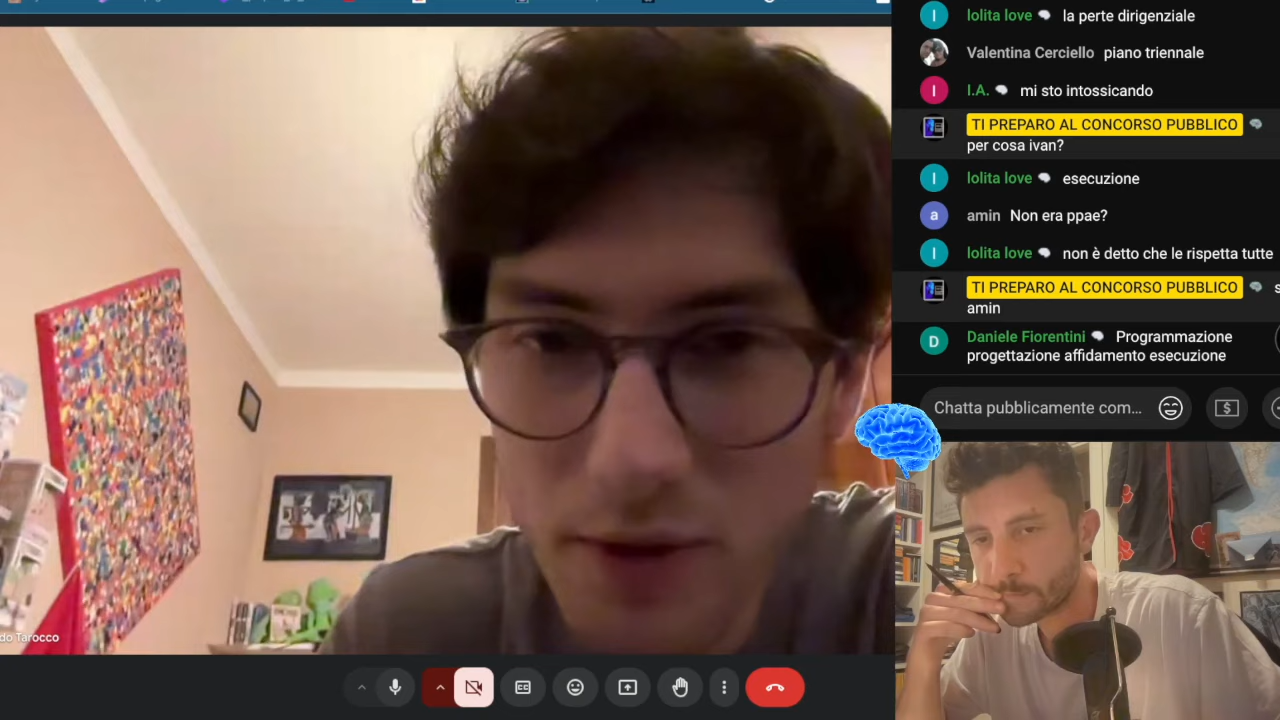 lolita love la perte dirigenziale
Valentina Cerciello piano triennale
I.A. mi sto intossicando
TI PREPARO AL CONCORSO PUBBLICO
per cosa ivan?
lolita love esecuzione
a amin Non era ppae?
lolita love non è detto che le rispetta tutte
TI PREPARO AL CONCORSO PUBBLICO s
amin
D Daniele Fiorentini Programmazione
progettazione affidamento esecuzione
Chatta pubblicamente com...
do Tarocco